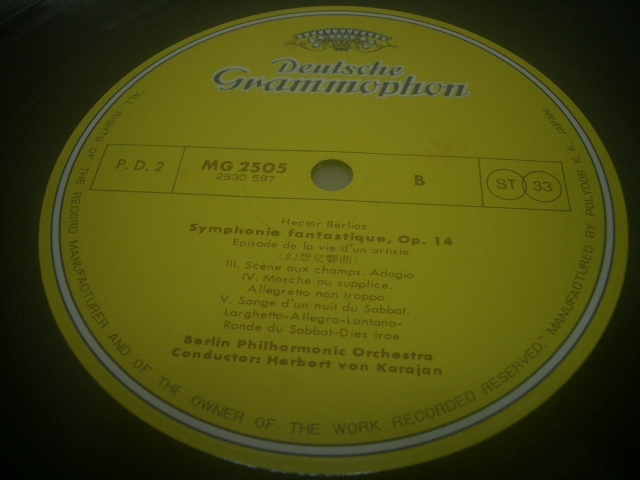 Deutsche
Grammophon
P.D. 2
MG 2505
2530 597
B
ST 33
Hector Berlioz
Symphonie fantastique, Op. 14
Episode de la vie d'un artiste
(幻想交響曲)
III. Scène aux champs. Adagio
IV. Marche au supplice.
Allegretto non troppo
V. Songe d'un nuit du Sabbat.
Larghetto-Allegro-Lontano-
Ronde du Sabbat-Dies irae
Berlin Philharmonic Orchestra
Conductor: Herbert von Karajan
"ALL RIGHTS OF THE RECORD MANUFACTURER AND OF THE OWNER OF THE WORK RECORDED RESERVED." MANUFACTURED BY POLYDOR K. K. JAPAN